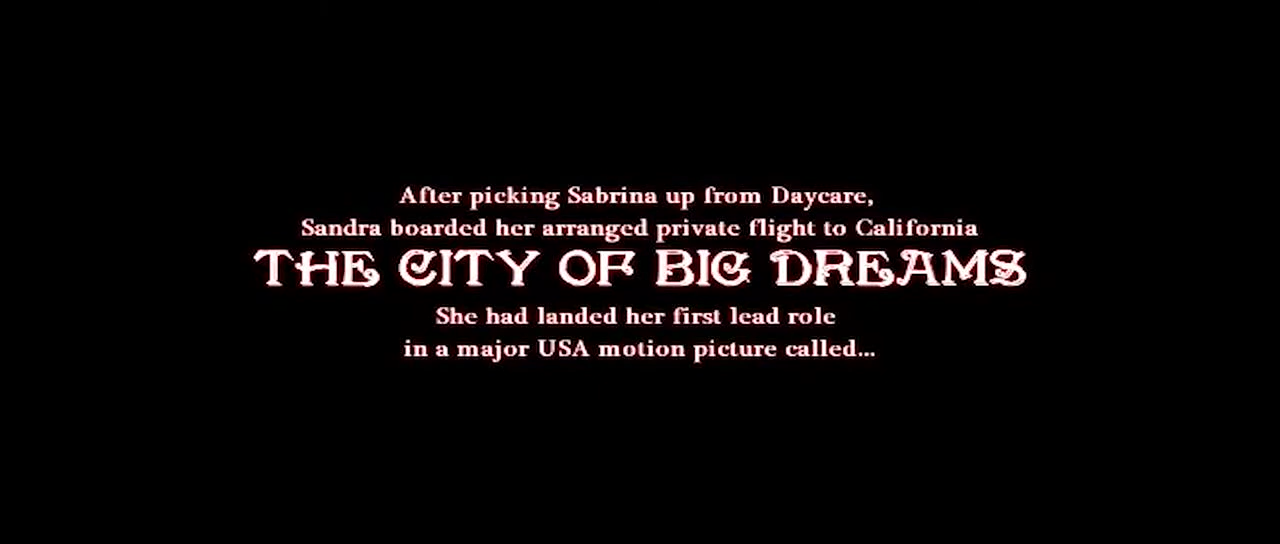 After picking Sabrina up from Daycare,
Sandra boarded her arranged private flight to California
THE CITY OF BIG DREAMS
She had landed her first lead role
in a major USA motion picture called...